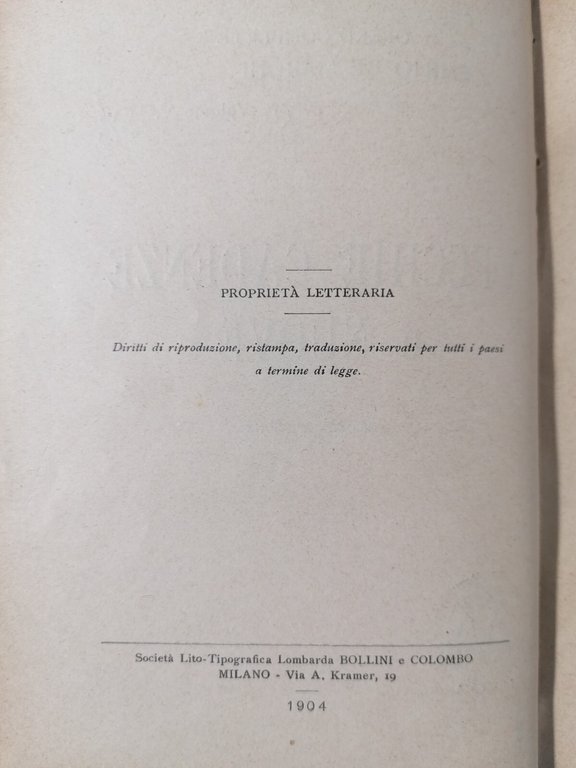 PROPRIETÀ LETTERARIA
Diritti di riproduzione, ristampa, traduzione, riservati per tutti i paesi
a termine di legge.
Società Lito-Tipografica Lombarda BOLLINI e COLOMBO
MILANO - Via A. Kramer, 19
1904